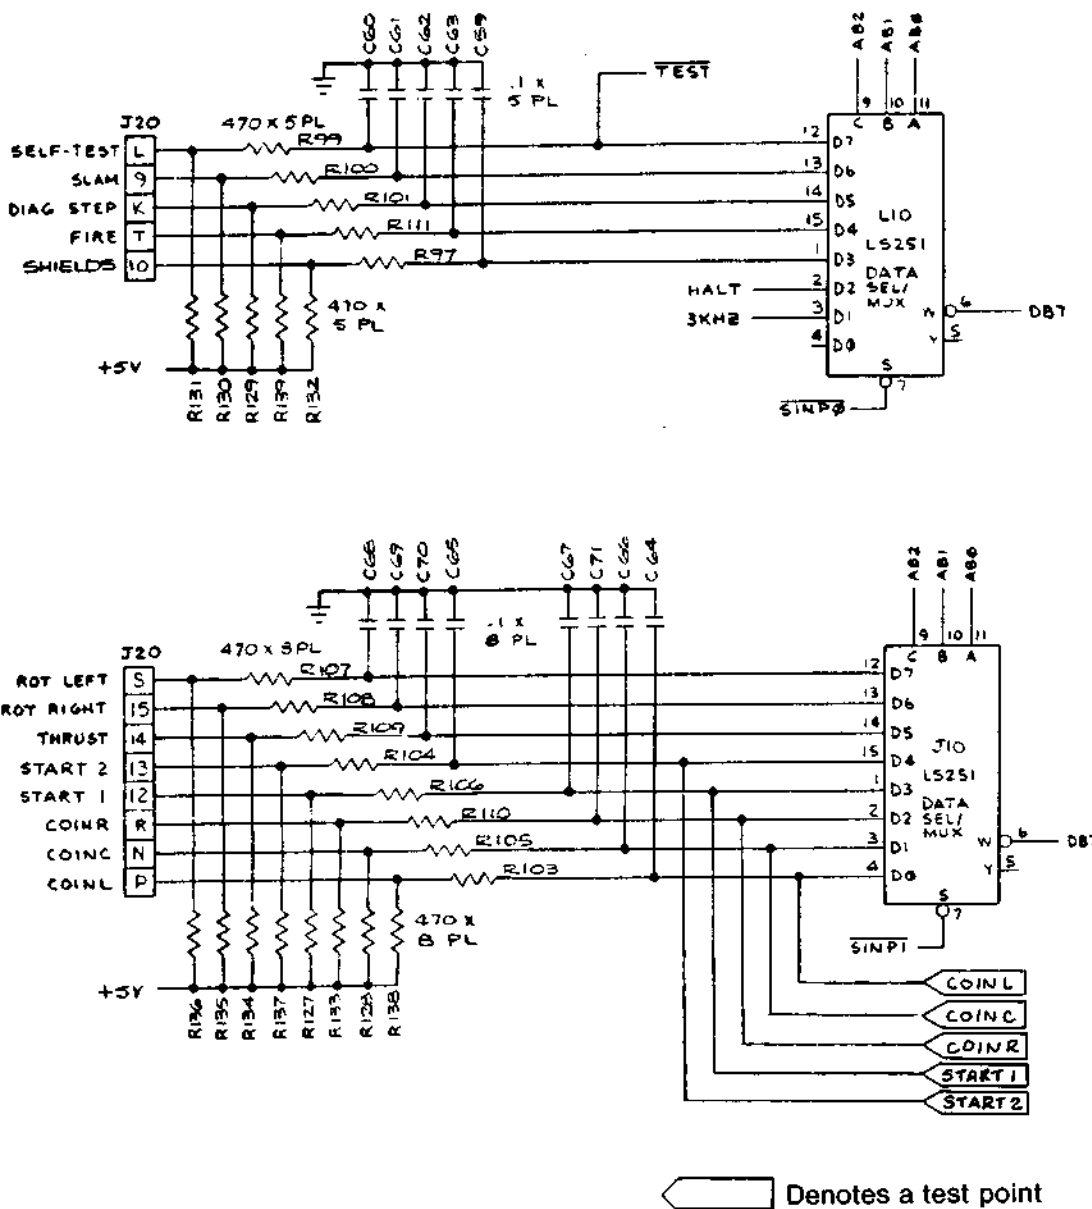 C60 C61 C62 C63 C59
AB2 AB1 AB0
TEST
.1 x
5 PL
9 10 11
C B A
J20
470 x 5 PL
R99
SELF-TEST L
12 D7
SLAM 9
R100
13 D6
DIAG STEP K
R101
14 D5
FIRE T
R111
15 D4
SHIELDS 10
R97
1 D3
L10
LS251
DATA
SEL/
MUX
HALT
2 D2
3KHZ
3 D1
4 D0
W 6 DB7
Y 5
S
7
SINP0
470 x
5 PL
+5V
R131 R130 R129 R139 R132
C68 C69 C70 C65 C67 C71 C66 C64
AB2 AB1 AB0
.1 x
8 PL
9 10 11
C B A
J20
470 x 8 PL
R107
ROT LEFT S
12 D7
ROT RIGHT 15
R108
13 D6
THRUST 14
R109
14 D5
START 2 13
R104
15 D4
START 1 12
R106
1 D3
COINR R
R110
2 D2
COINC N
R105
3 D1
COINL P
R103
4 D0
J10
LS251
DATA
SEL/
MUX
W 6 DB7
Y 5
S
7
SINP1
470 x
8 PL
+5V
R136 R135 R134 R137 R127 R133 R128 R138
COINL
COINC
COINR
START 1
START 2
Denotes a test point